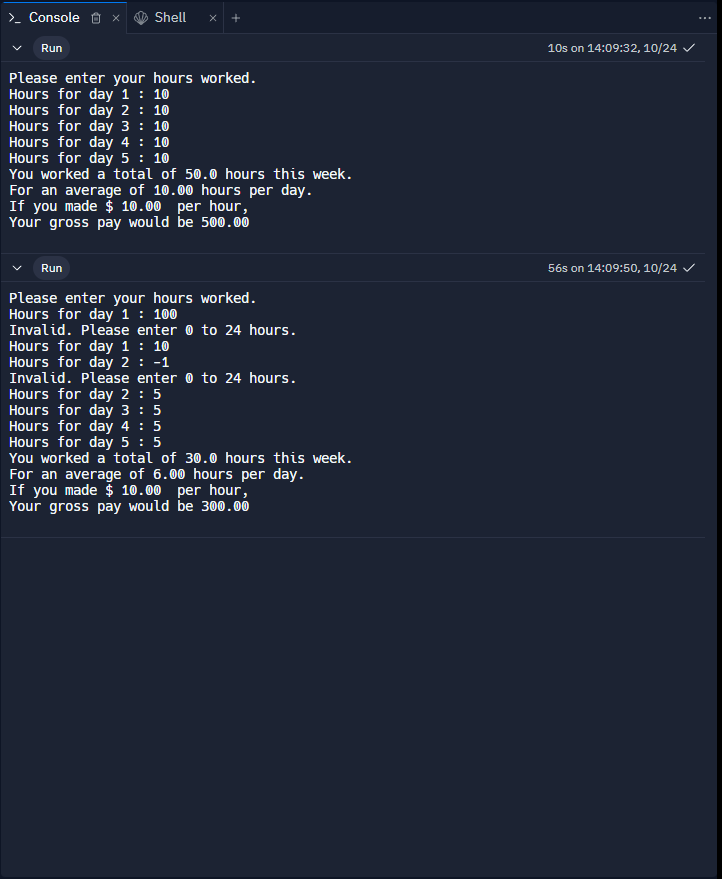 Console
Shell
Run
10s on 14:09:32, 10/24
Please enter your hours worked.
Hours for day 1 : 10
Hours for day 2 : 10
Hours for day 3 : 10
Hours for day 4 : 10
Hours for day 5 : 10
You worked a total of 50.0 hours this week.
For an average of 10.00 hours per day.
If you made $ 10.00  per hour,
Your gross pay would be 500.00
Run
56s on 14:09:50, 10/24
Please enter your hours worked.
Hours for day 1 : 100
Invalid. Please enter 0 to 24 hours.
Hours for day 1 : 10
Hours for day 2 : -1
Invalid. Please enter 0 to 24 hours.
Hours for day 2 : 5
Hours for day 3 : 5
Hours for day 4 : 5
Hours for day 5 : 5
You worked a total of 30.0 hours this week.
For an average of 6.00 hours per day.
If you made $ 10.00  per hour,
Your gross pay would be 300.00